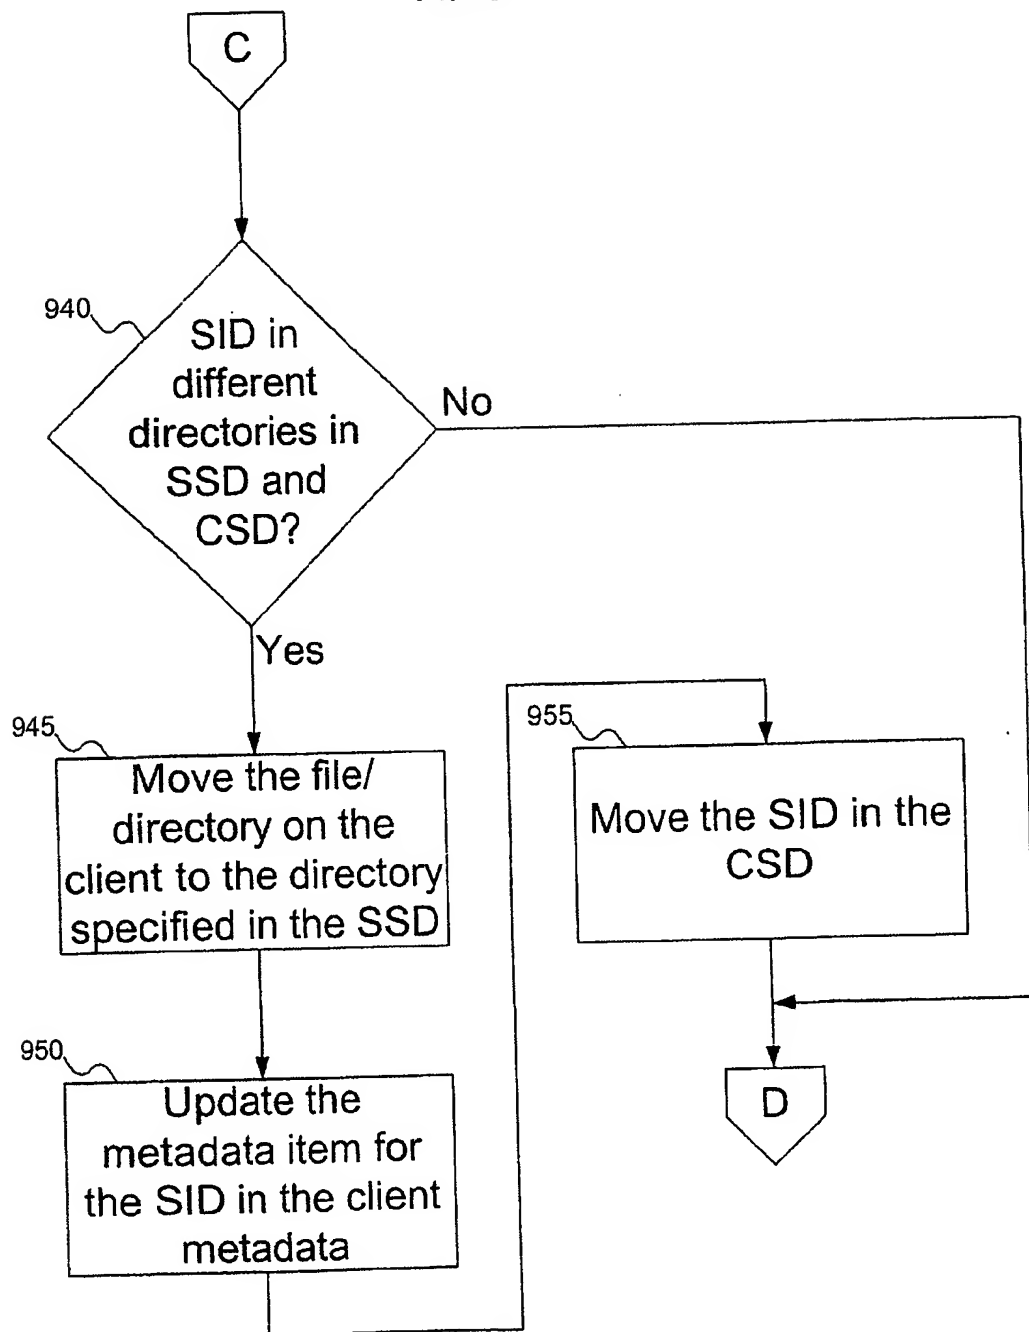 C
940
SID in
different
directories in
SSD and
CSD?
No
Yes
945
Move the file/
directory on the
client to the directory
specified in the SSD
950
Update the
metadata item for
the SID in the client
metadata
955
Move the SID in the
CSD
D